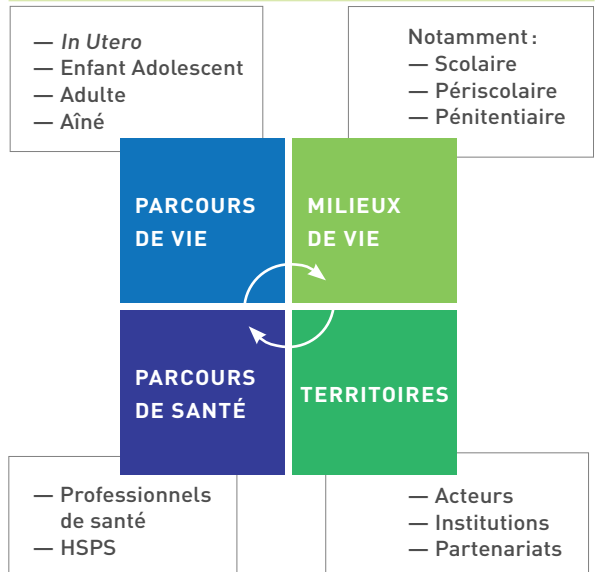 — In Utero
— Enfant Adolescent
— Adulte
— Aîné
Notamment :
— Scolaire
— Périscolaire
— Pénitentiaire
PARCOURS
DE VIE
MILIEUX
DE VIE
PARCOURS
DE SANTÉ
TERRITOIRES
— Professionnels
de santé
— HSPS
— Acteurs
— Institutions
— Partenariats